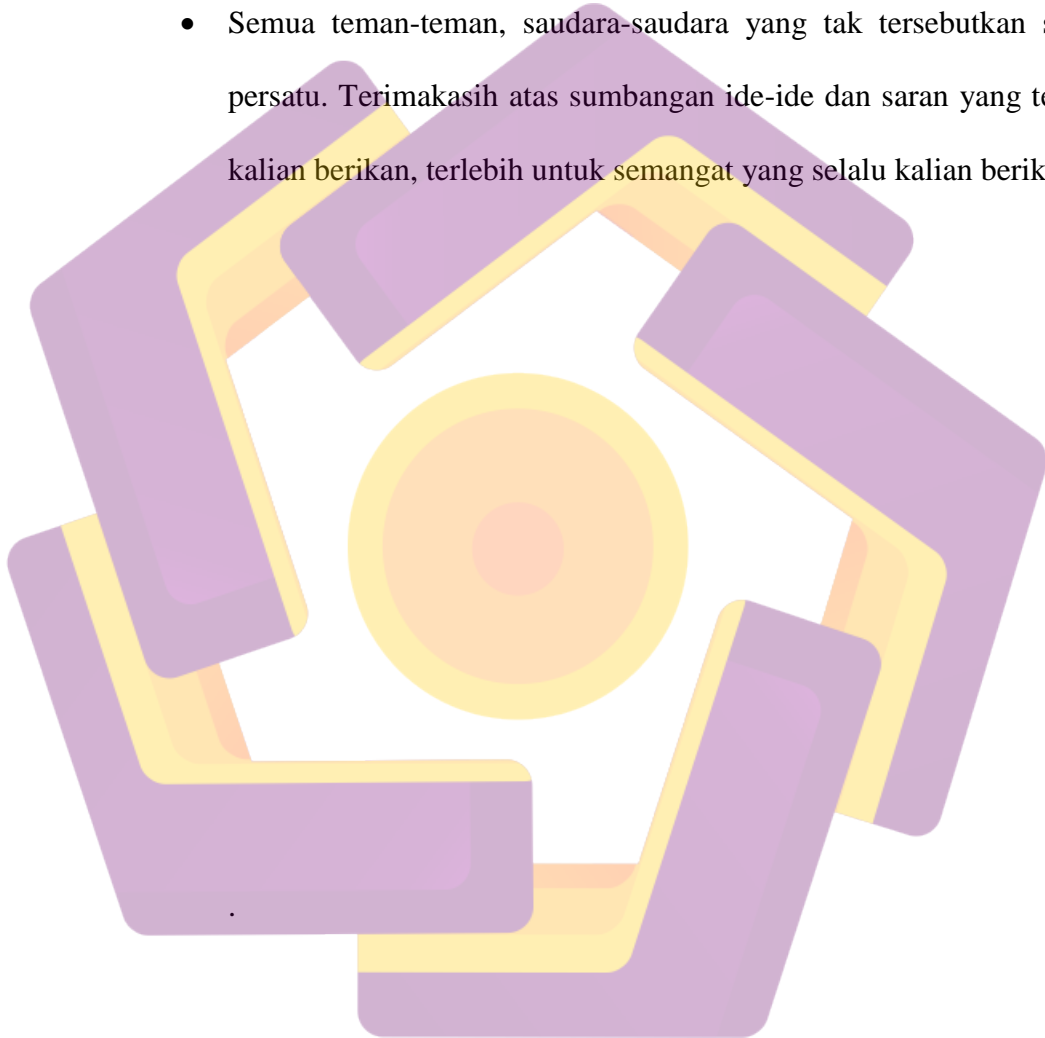 • Semua teman-teman, saudara-saudara yang tak tersebutkan
persatu. Terimakasih atas sumbangan ide-ide dan saran yang
kalian berikan, terlebih untuk semangat yang selalu kalian
.